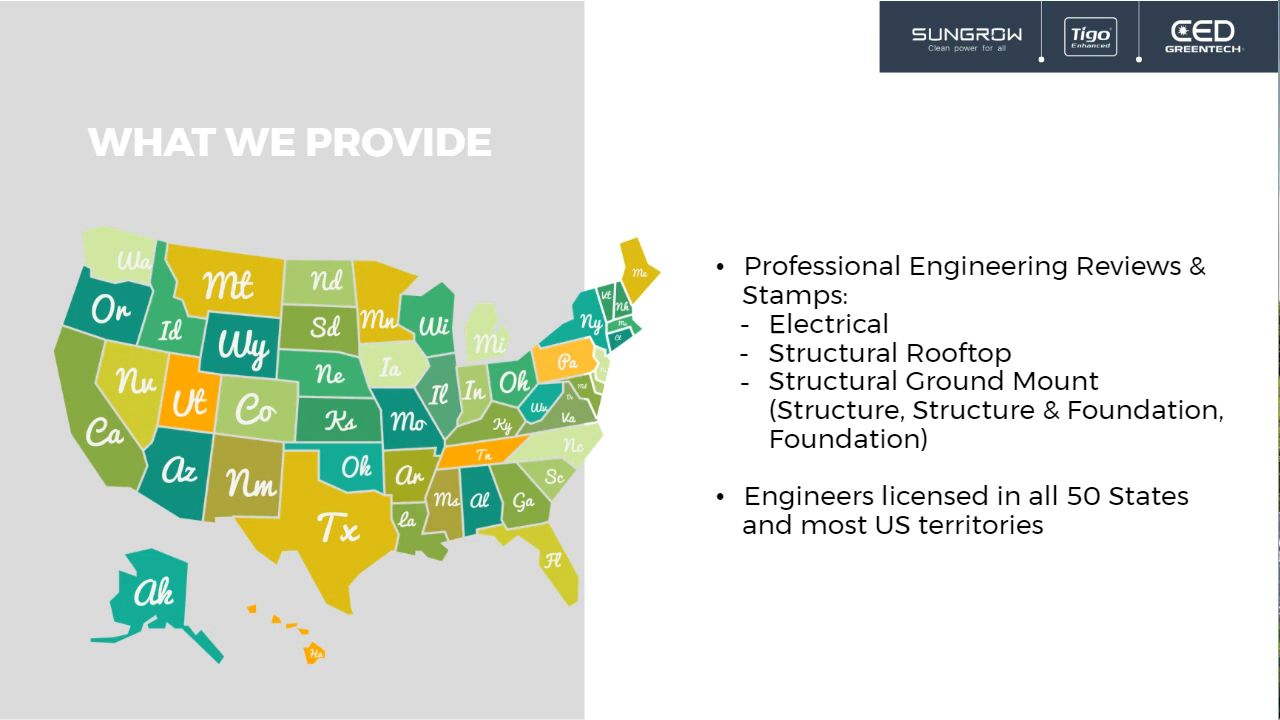 SUNGROW
Clean power for all
Tigo
Enhanced
CED
GREENTECH
WHAT WE PROVIDE
• Professional Engineering Reviews &
Stamps:
- Electrical
- Structural Rooftop
- Structural Ground Mount
(Structure, Structure & Foundation,
Foundation)
• Engineers licensed in all 50 States
and most US territories
Wa
Mt
Nd
Mn
Me
Or
Id
Sd
Wi
Mi
Vt
Nh
Ny
Ma
Ct
Wy
Nv
Ut
Co
Ne
Ia
Il
In
Oh
Pa
Md
De
Wv
Va
Ca
Ks
Mo
Ky
Nc
Tn
Az
Nm
Ok
Ar
Sc
Tx
La
Ms
Al
Ga
Fl
Ak
Ha